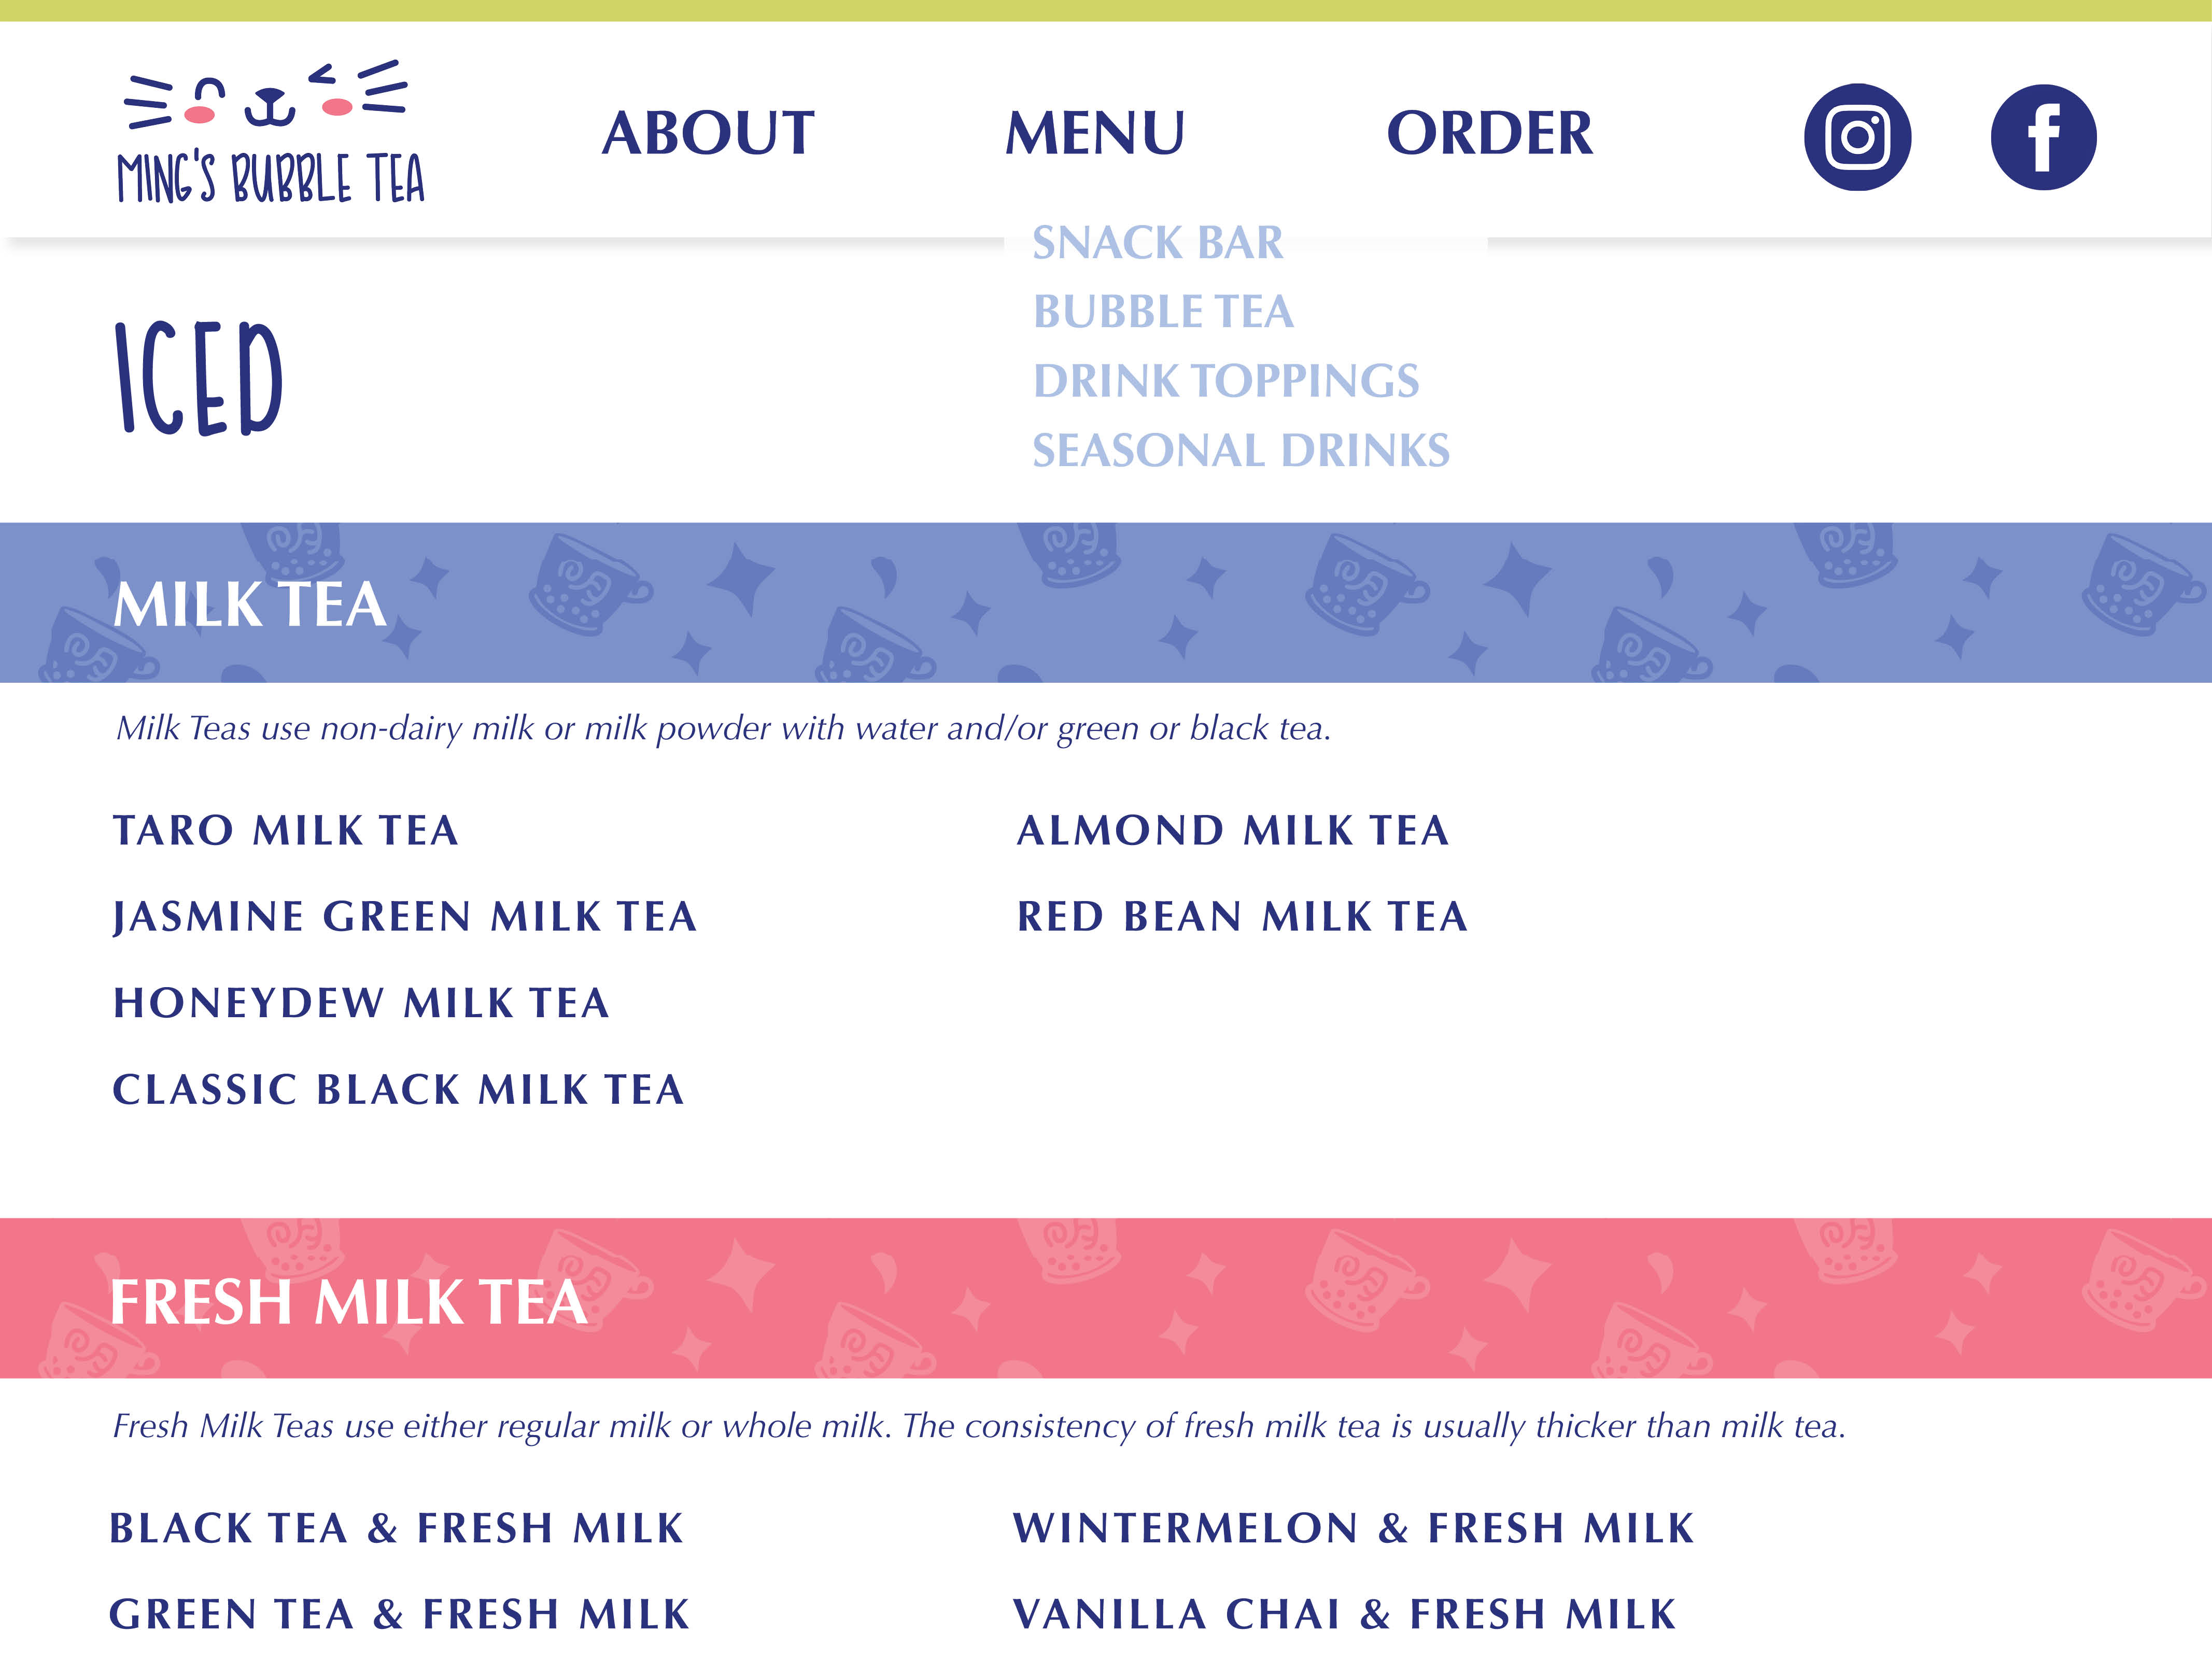 MING'S BUBBLE TEA
ABOUT
MENU
ORDER
SNACK BAR
BUBBLE TEA
DRINK TOPPINGS
SEASONAL DRINKS
ICED
MILK TEA
Milk Teas use non-dairy milk or milk powder with water and/or green or black tea.
TARO MILK TEA
JASMINE GREEN MILK TEA
HONEYDEW MILK TEA
CLASSIC BLACK MILK TEA
ALMOND MILK TEA
RED BEAN MILK TEA
FRESH MILK TEA
Fresh Milk Teas use either regular milk or whole milk. The consistency of fresh milk tea is usually thicker than milk tea.
BLACK TEA & FRESH MILK
GREEN TEA & FRESH MILK
WINTERMELON & FRESH MILK
VANILLA CHAI & FRESH MILK